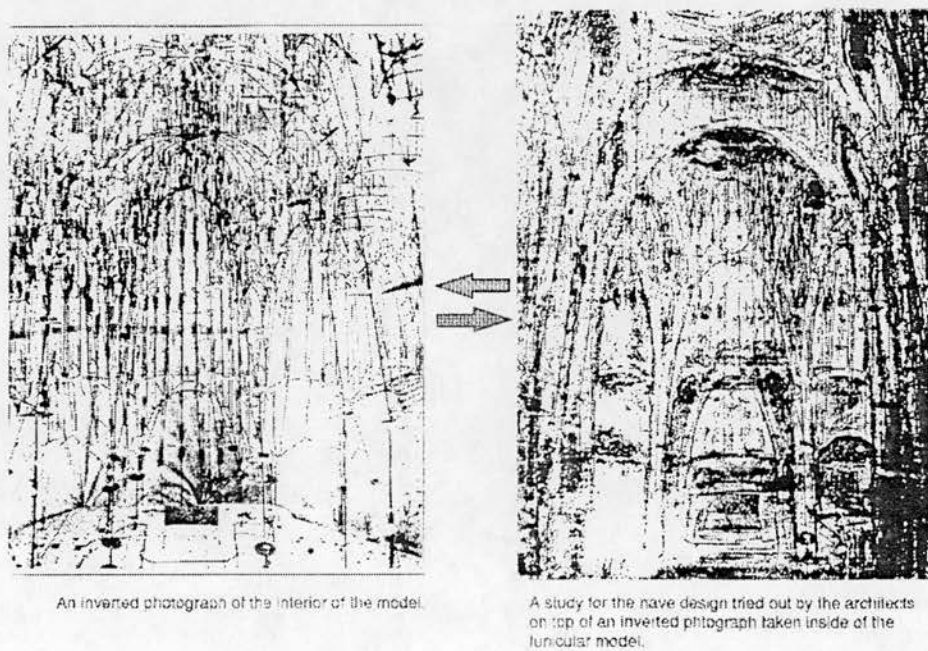 An inverted photograph of the interior of the model.
A study for the nave design tried out by the architects
on top of an inverted phtograph taken inside of the
funicular model.